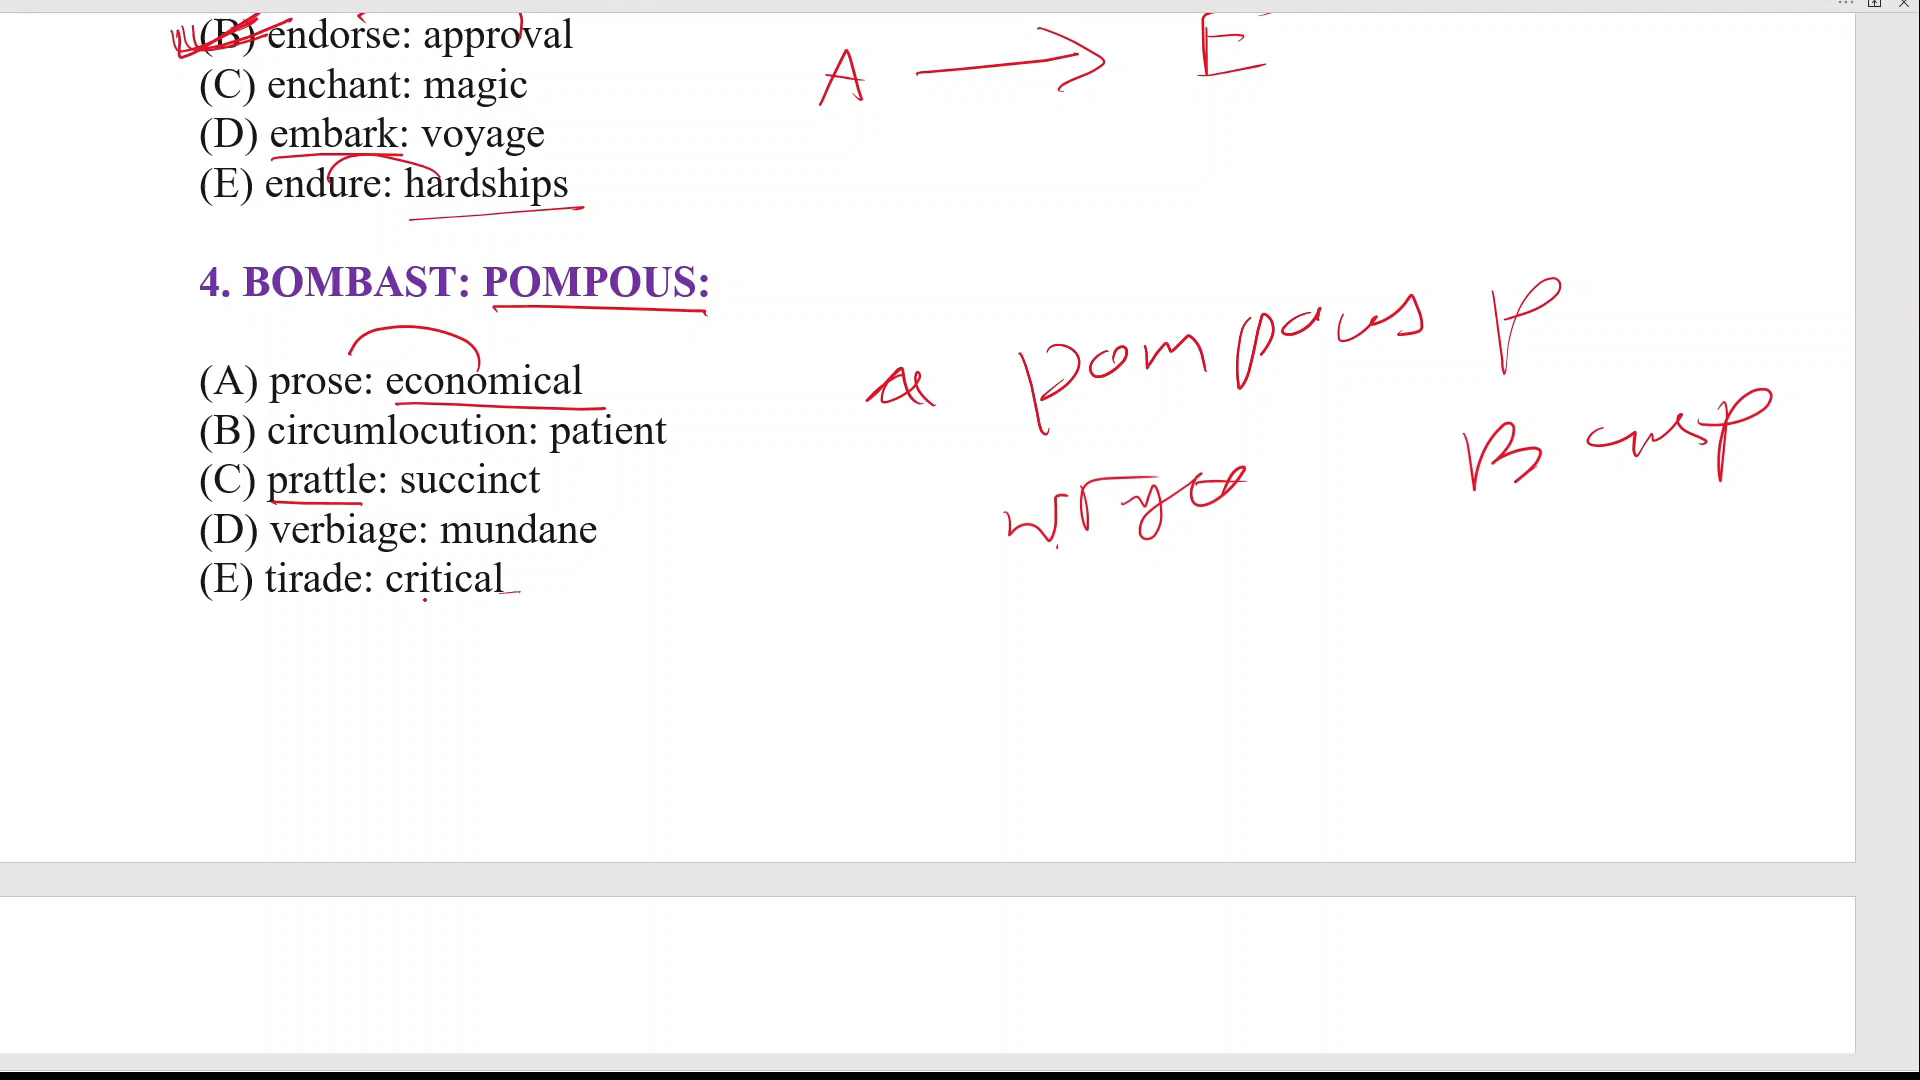 (B) endorse: approval
(C) enchant: magic
(D) embark: voyage
(E) endure: hardships
A → E
4. BOMBAST: POMPOUS:
(A) prose: economical
(B) circumlocution: patient
(C) prattle: succinct
(D) verbiage: mundane
(E) tirade: critical
a pompous P
B